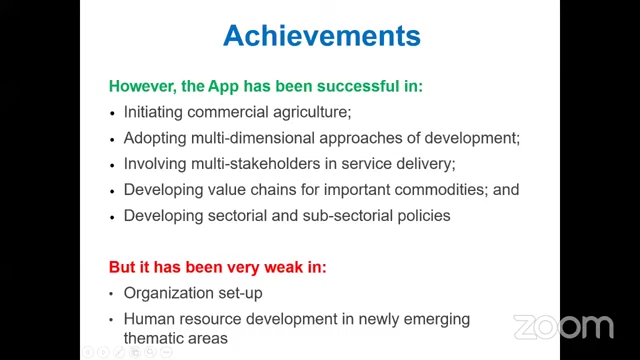 Achievements
However, the App has been successful in:
• Initiating commercial agriculture;
• Adopting multi-dimensional approaches of development;
• Involving multi-stakeholders in service delivery;
• Developing value chains for important commodities; and
• Developing sectorial and sub-sectorial policies
But it has been very weak in:
• Organization set-up
• Human resource development in newly emerging
thematic areas
zoom